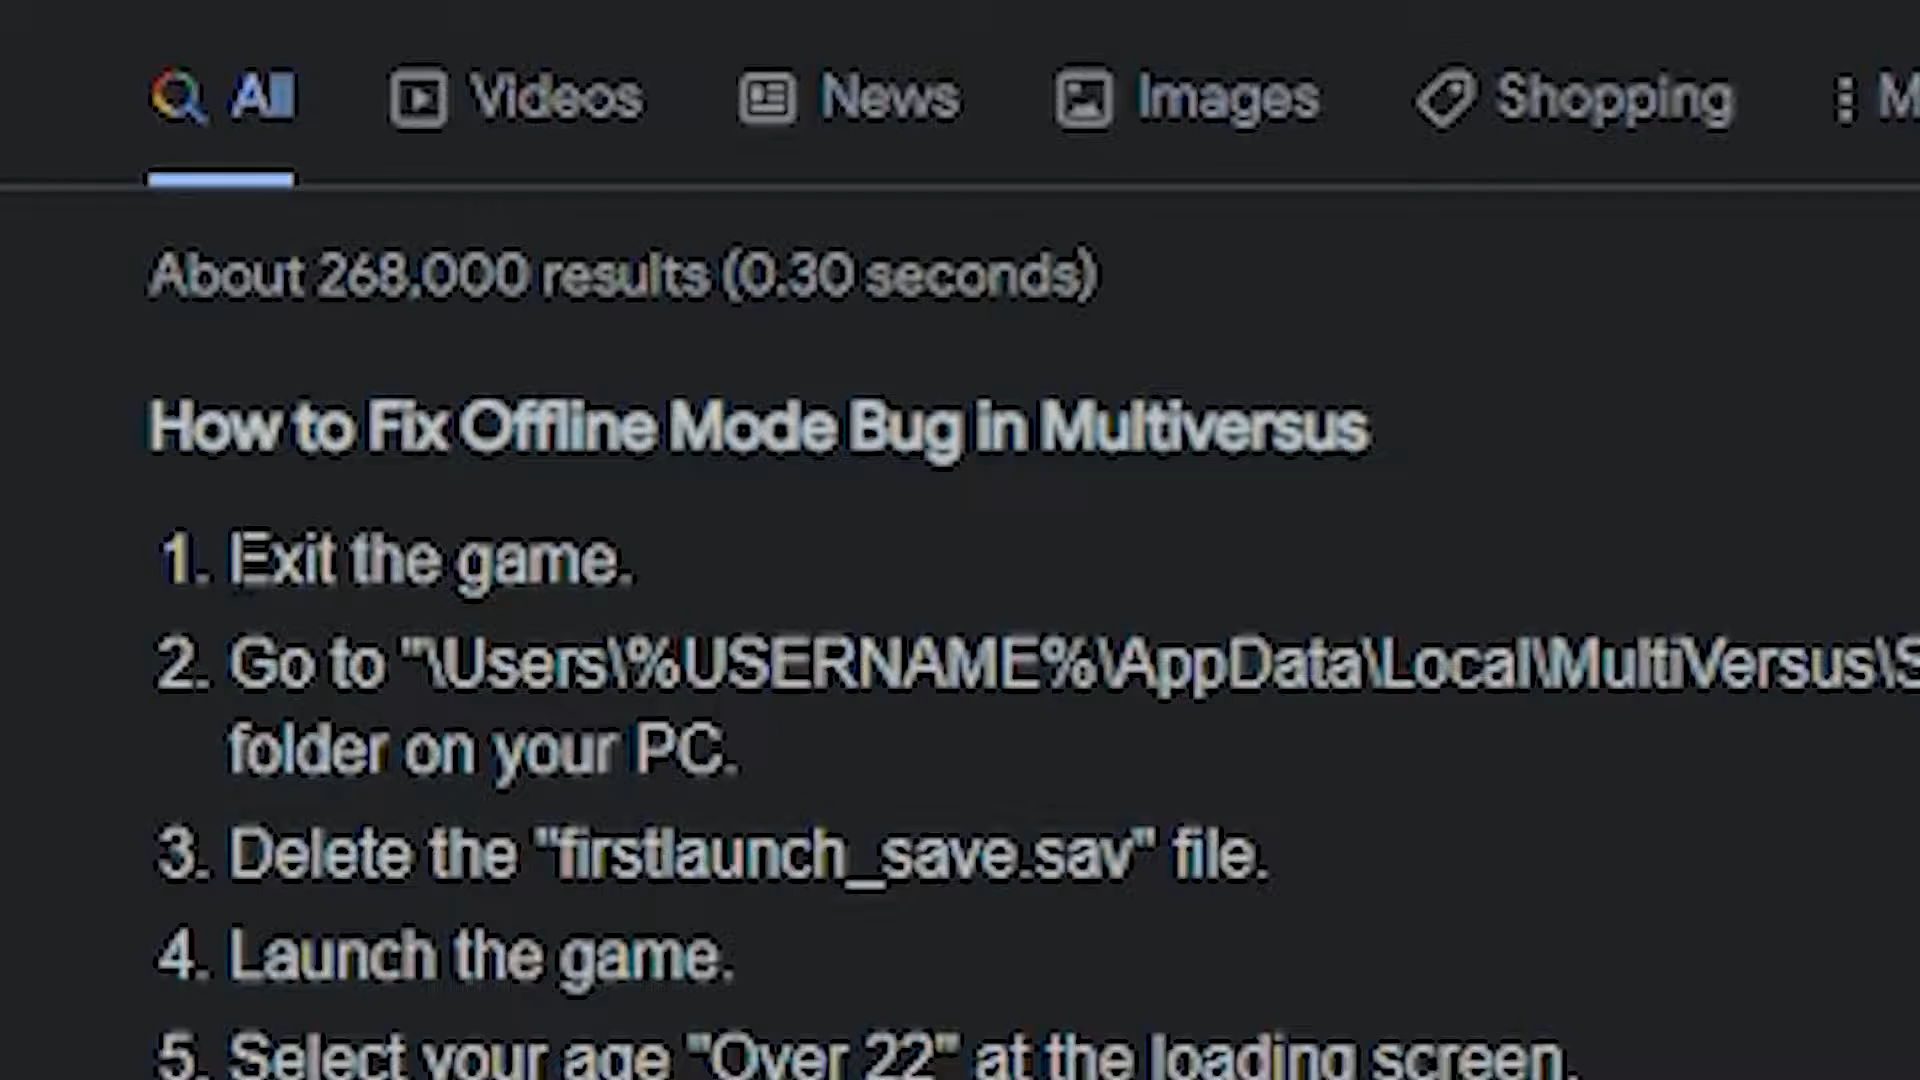 All Videos News Images Shopping
About 268,000 results (0.30 seconds)
How to Fix Offline Mode Bug in Multiversus
1. Exit the game.
2. Go to "\Users\%USERNAME%\AppData\Local\MultiVersus\S
folder on your PC.
3. Delete the "firstlaunch_save.sav" file.
4. Launch the game.
5. Select your age "Over 22" at the loading screen.